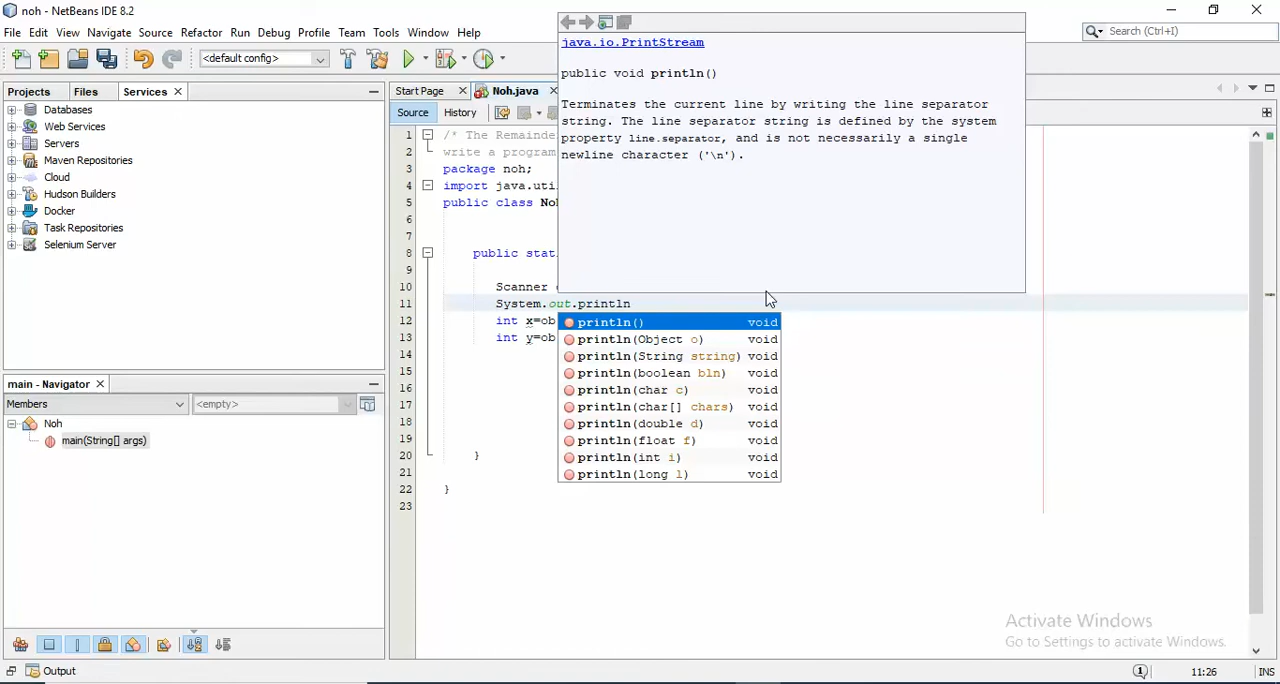 noh - NetBeans IDE 8.2
File Edit View Navigate Source Refactor Run Debug Profile Team Tools Window Help
Search (Ctrl+I)
<default config>
Projects Files Services
Databases
Web Services
Servers
Maven Repositories
Cloud
Hudson Builders
Docker
Task Repositories
Selenium Server
main - Navigator
Members <empty>
Noh
main(String[] args)
Output
Start Page Noh.java
Source History
1 /* The Remainde
2 write a program
3 package noh;
4 import java.uti
5 public class Noh
6
7
8 public stat
9
10 Scanner
11 System.out.println
12 int x=ob
13 int y=ob
14
15
16
17
18
19
20 }
21
22 }
23
java.io.PrintStream
public void println()
Terminates the current line by writing the line separator
string. The line separator string is defined by the system
property line.separator, and is not necessarily a single
newline character ('\n').
println() void
println(Object o) void
println(String string) void
println(boolean bln) void
println(char c) void
println(char[] chars) void
println(double d) void
println(float f) void
println(int i) void
println(long l) void
Activate Windows
Go to Settings to activate Windows.
1 11:26 INS